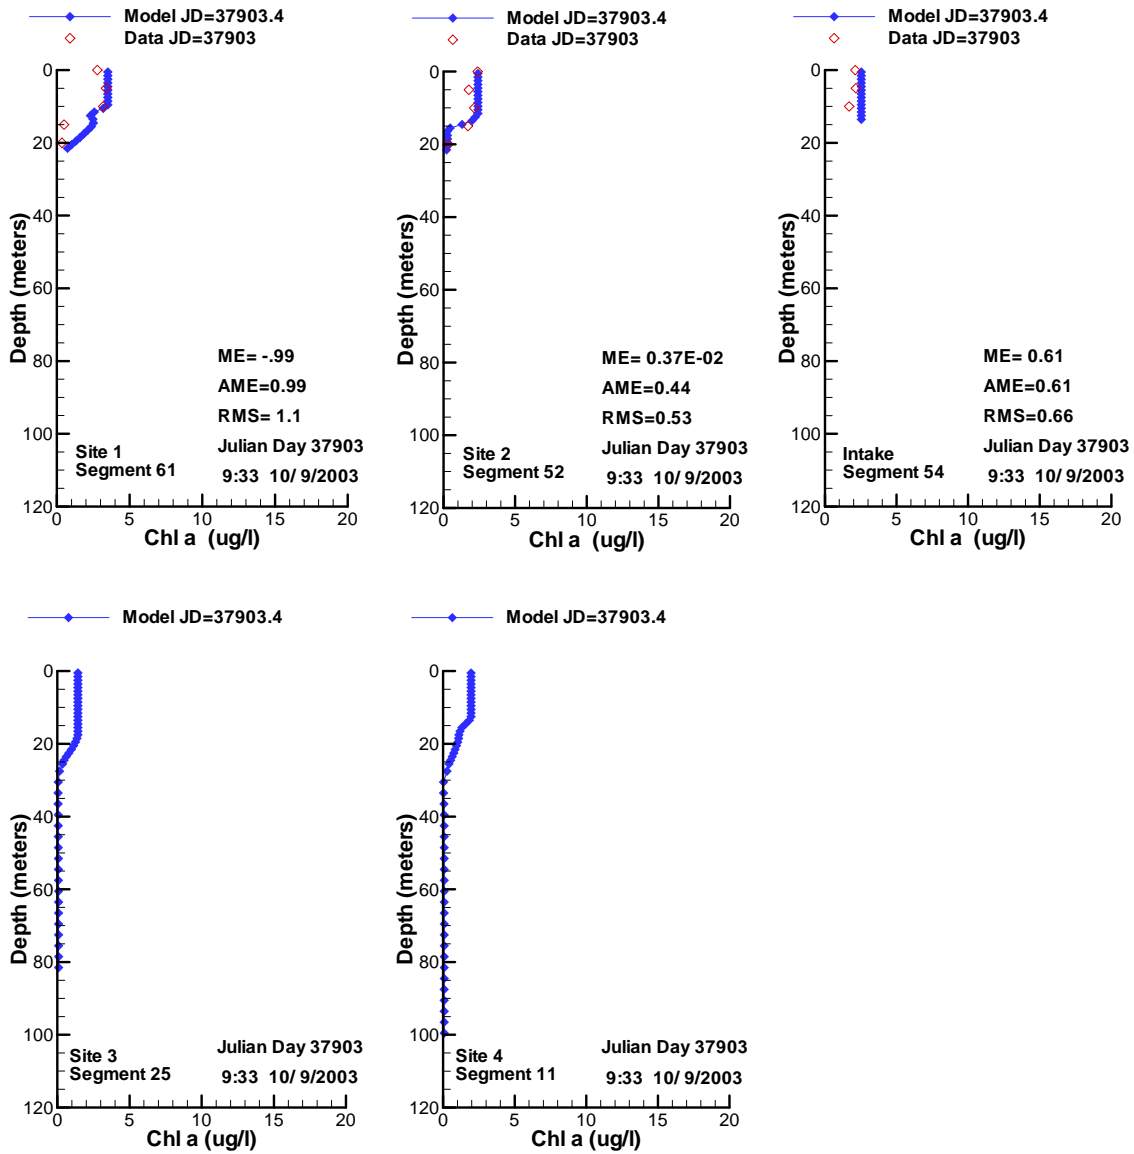 Model JD=37903.4
Data JD=37903
0
20
40
60
80
100
120
Depth (meters)
ME= -.99
AME=0.99
RMS= 1.1
Site 1
Segment 61
Julian Day 37903
9:33 10/ 9/2003
0 5 10 15 20
Chl a (ug/l)
Model JD=37903.4
Data JD=37903
0
20
40
60
80
100
120
Depth (meters)
ME= 0.37E-02
AME=0.44
RMS=0.53
Site 2
Segment 52
Julian Day 37903
9:33 10/ 9/2003
0 5 10 15 20
Chl a (ug/l)
Model JD=37903.4
Data JD=37903
0
20
40
60
80
100
120
Depth (meters)
ME= 0.61
AME=0.61
RMS=0.66
Intake
Segment 54
Julian Day 37903
9:33 10/ 9/2003
0 5 10 15 20
Chl a (ug/l)
Model JD=37903.4
0
20
40
60
80
100
120
Depth (meters)
Site 3
Segment 25
Julian Day 37903
9:33 10/ 9/2003
0 5 10 15 20
Chl a (ug/l)
Model JD=37903.4
0
20
40
60
80
100
120
Depth (meters)
Site 4
Segment 11
Julian Day 37903
9:33 10/ 9/2003
0 5 10 15 20
Chl a (ug/l)